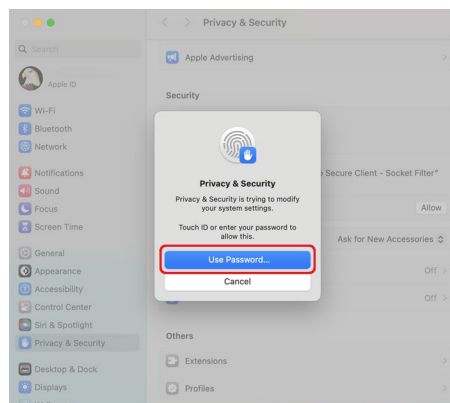 Privacy & Security
Search
Apple ID
Wi-Fi
Bluetooth
Network
Notifications
Sound
Focus
Screen Time
General
Appearance
Accessibility
Control Center
Siri & Spotlight
Privacy & Security
Desktop & Dock
Displays
Apple Advertising
Security
Secure Client - Socket Filter"
Allow
Ask for New Accessories
Off
Off
Others
Extensions
Profiles
Privacy & Security
Privacy & Security is trying to modify
your system settings.
Touch ID or enter your password to
allow this.
Use Password...
Cancel